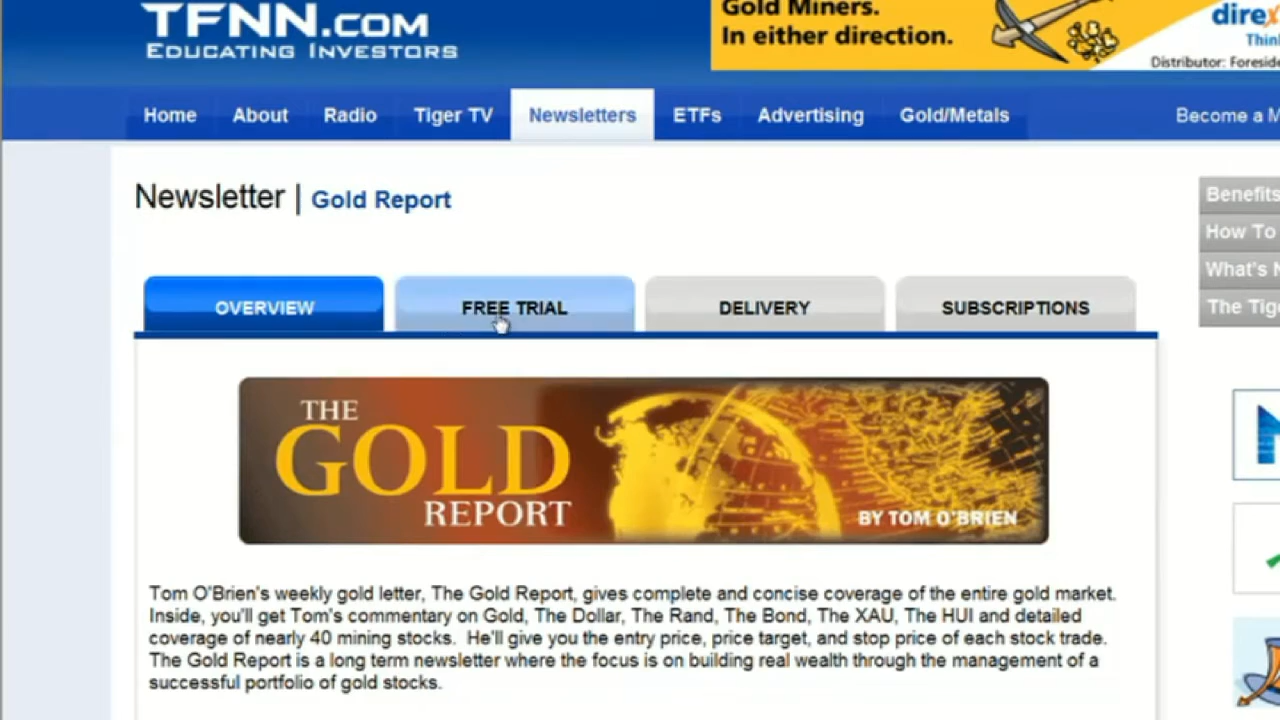 TFNN.COM
EDUCATING INVESTORS
Gold Miners.
In either direction.
Distributor:
Home
About
Radio
Tiger TV
Newsletters
ETFs
Advertising
Gold/Metals
Become a
Newsletter | Gold Report
Benefits
How To
What's
The
OVERVIEW
FREE TRIAL
DELIVERY
SUBSCRIPTIONS
THE
GOLD
REPORT
BY TOM O'BRIEN
Tom O'Brien's weekly gold letter, The Gold Report, gives complete and concise coverage of the entire gold market.
Inside, you'll get Tom's commentary on Gold, The Dollar, The Rand, The Bond, The XAU, The HUI and detailed
coverage of nearly 40 mining stocks.  He'll give you the entry price, price target, and stop price of each stock trade.
The Gold Report is a long term newsletter where the focus is on building real wealth through the management of a
successful portfolio of gold stocks.